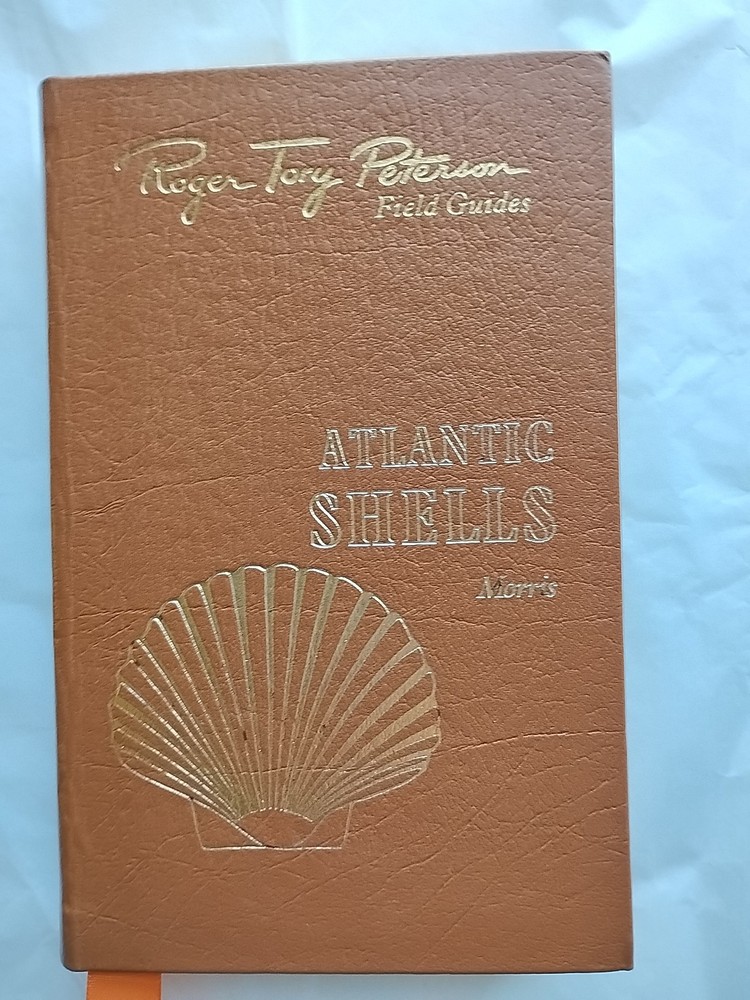 Roger Tory Peterson
Field Guides
ATLANTIC
SHELLS
Morris